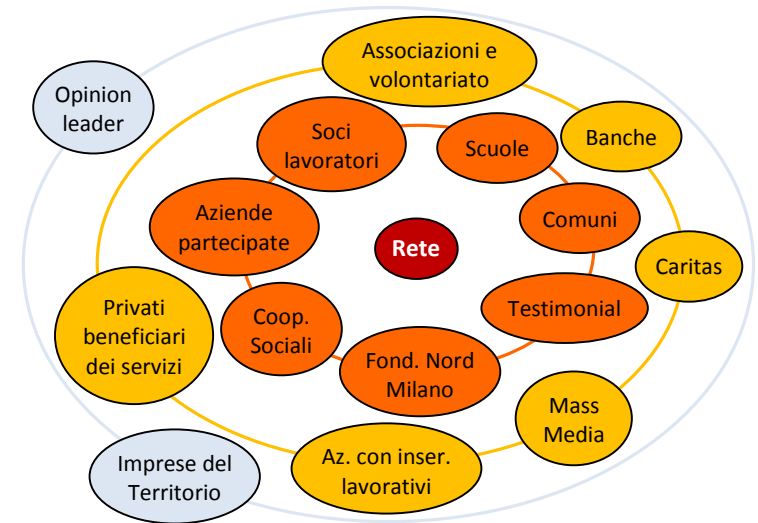 Associazioni e
volontariato
Opinion
leader
Soci
lavoratori
Scuole
Banche
Aziende
partecipate
Comuni
Rete
Caritas
Privati
beneficiari
dei servizi
Coop.
Sociali
Testimonial
Fond. Nord
Milano
Mass
Media
Imprese del
Territorio
Az. con inser.
lavorativi